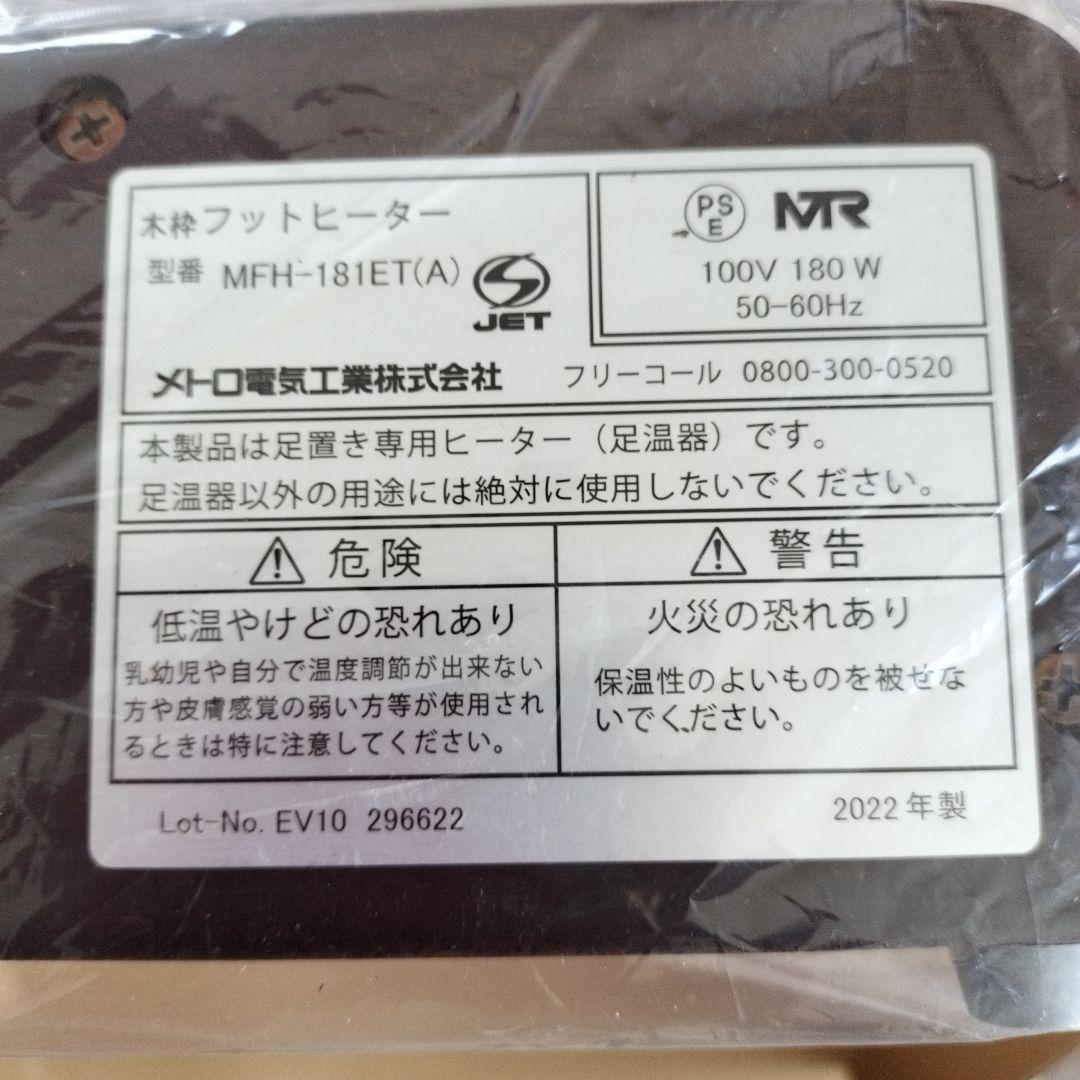 木枠フットヒーター
型番 MFH-181ET(A)
JET
PS
E
MTR
100V 180W
50-60Hz
メトロ電気工業株式会社 フリーコール 0800-300-0520
本製品は足置き専用ヒーター（足温器）です。
足温器以外の用途には絶対に使用しないでください。
危険
低温やけどの恐れあり
乳幼児や自分で温度調節が出来ない
方や皮膚感覚の弱い方等が使用され
るときは特に注意してください。
警告
火災の恐れあり
保温性のよいものを被せな
いでください。
Lot-No. EV10 296622
2022年製